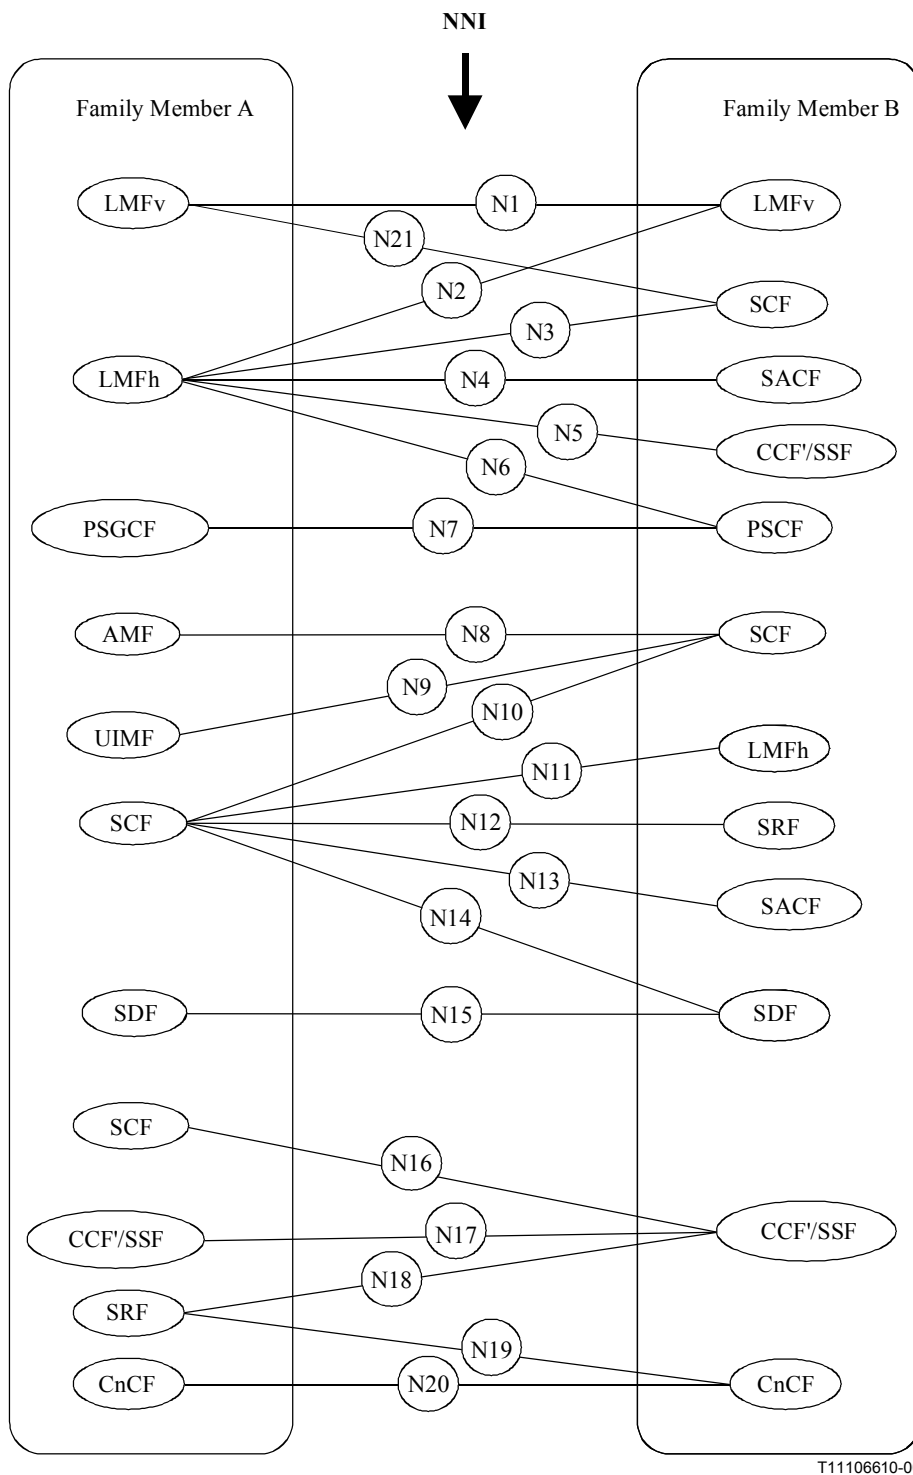 NNI
Family Member A
Family Member B
LMFv
N1
LMFv
N21
N2
SCF
N3
LMFh
N4
SACF
N5
CCF'/SSF
N6
PSGCF
N7
PSCF
AMF
N8
SCF
N9
N10
UIMF
LMFh
N11
SCF
N12
SRF
N13
SACF
N14
SDF
N15
SDF
SCF
N16
CCF'/SSF
N17
CCF'/SSF
N18
SRF
N19
CnCF
N20
CnCF
T11106610-0